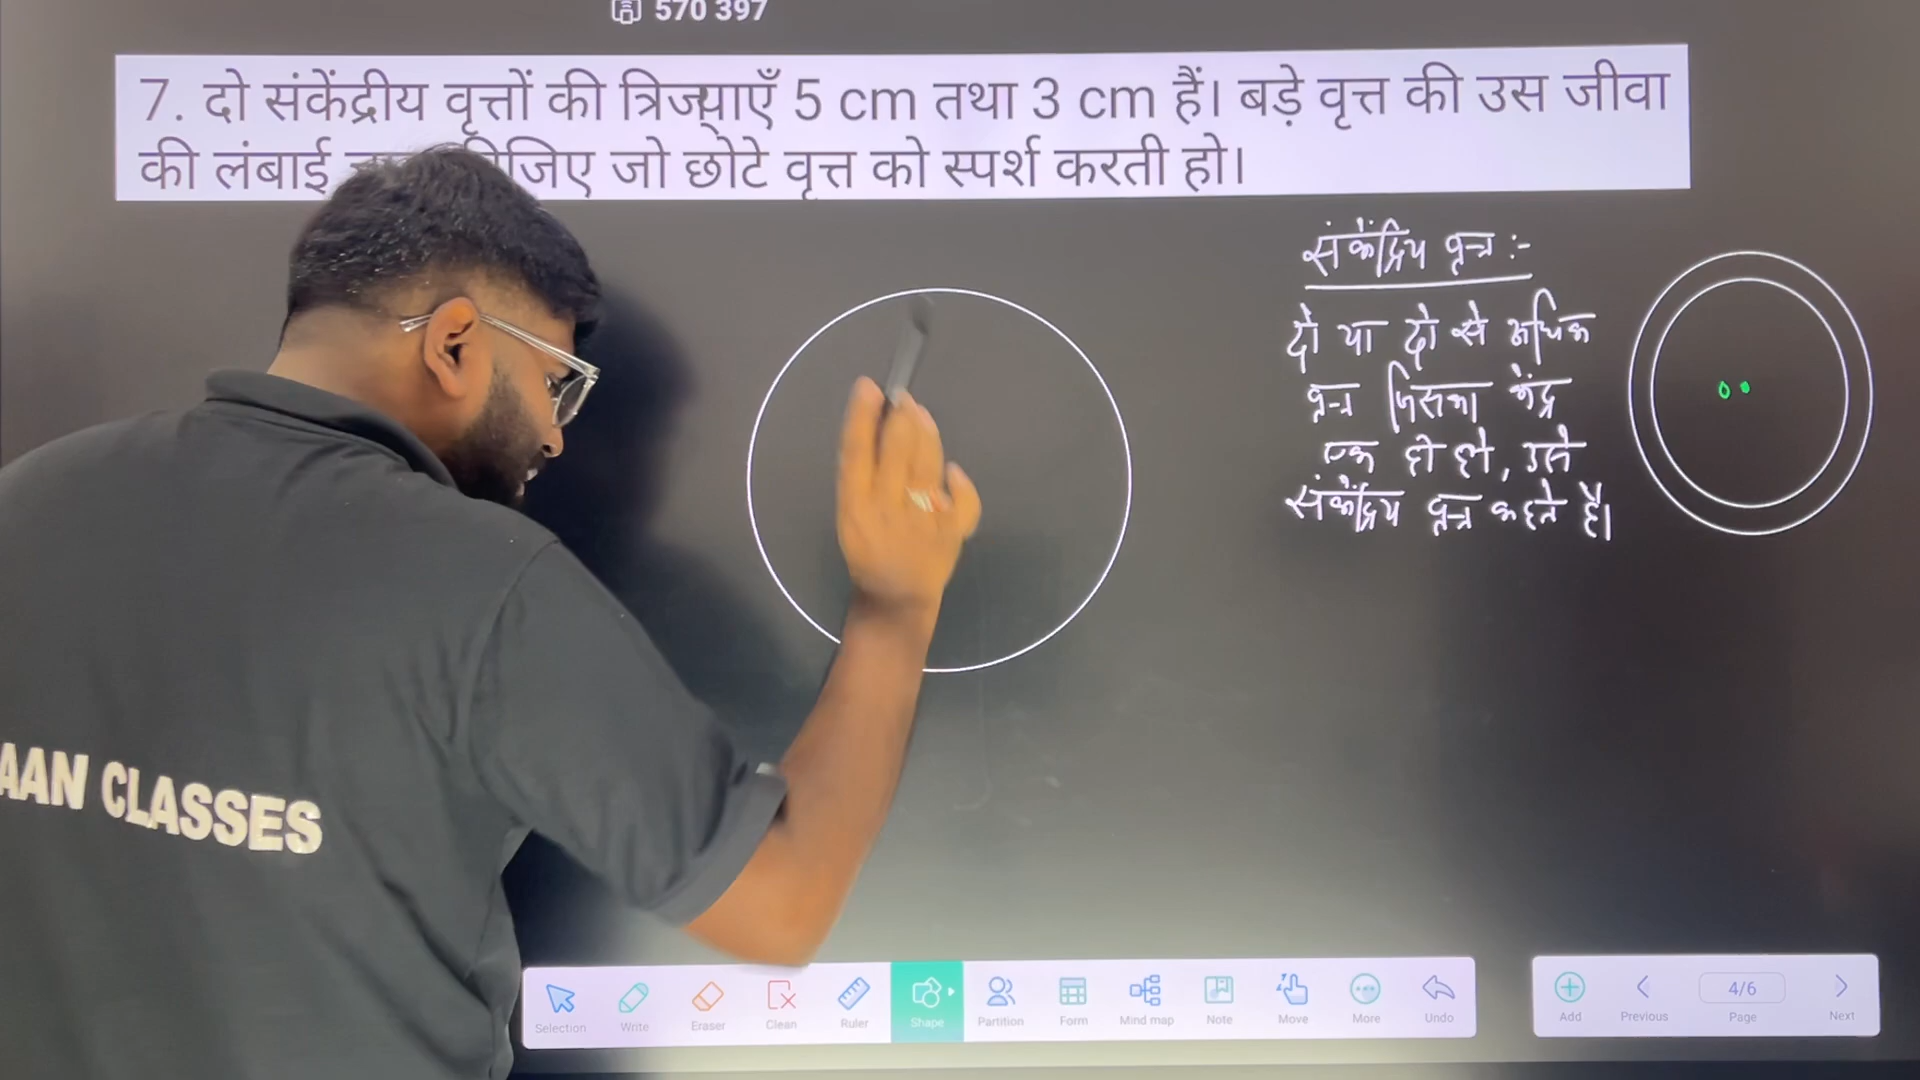 570 397
7. दो संकेंद्रीय वृत्तों की त्रिज्याएँ 5 cm तथा 3 cm हैं। बड़े वृत्त की उस जीवा
की लंबाई जो छोटे वृत्त को स्पर्श करती हो।
संकेंद्रिय वृत्त :-
दो या दो से अधिक
वृत्त जिसका केंद्र
एक ही हो, उसे
संकेंद्रिय वृत्त कहते हैं।
AAN CLASSES
Selection Write Eraser Clean Ruler Shape Partition Form Mind map Note Move More Undo
Add Previous 4/6 Page Next